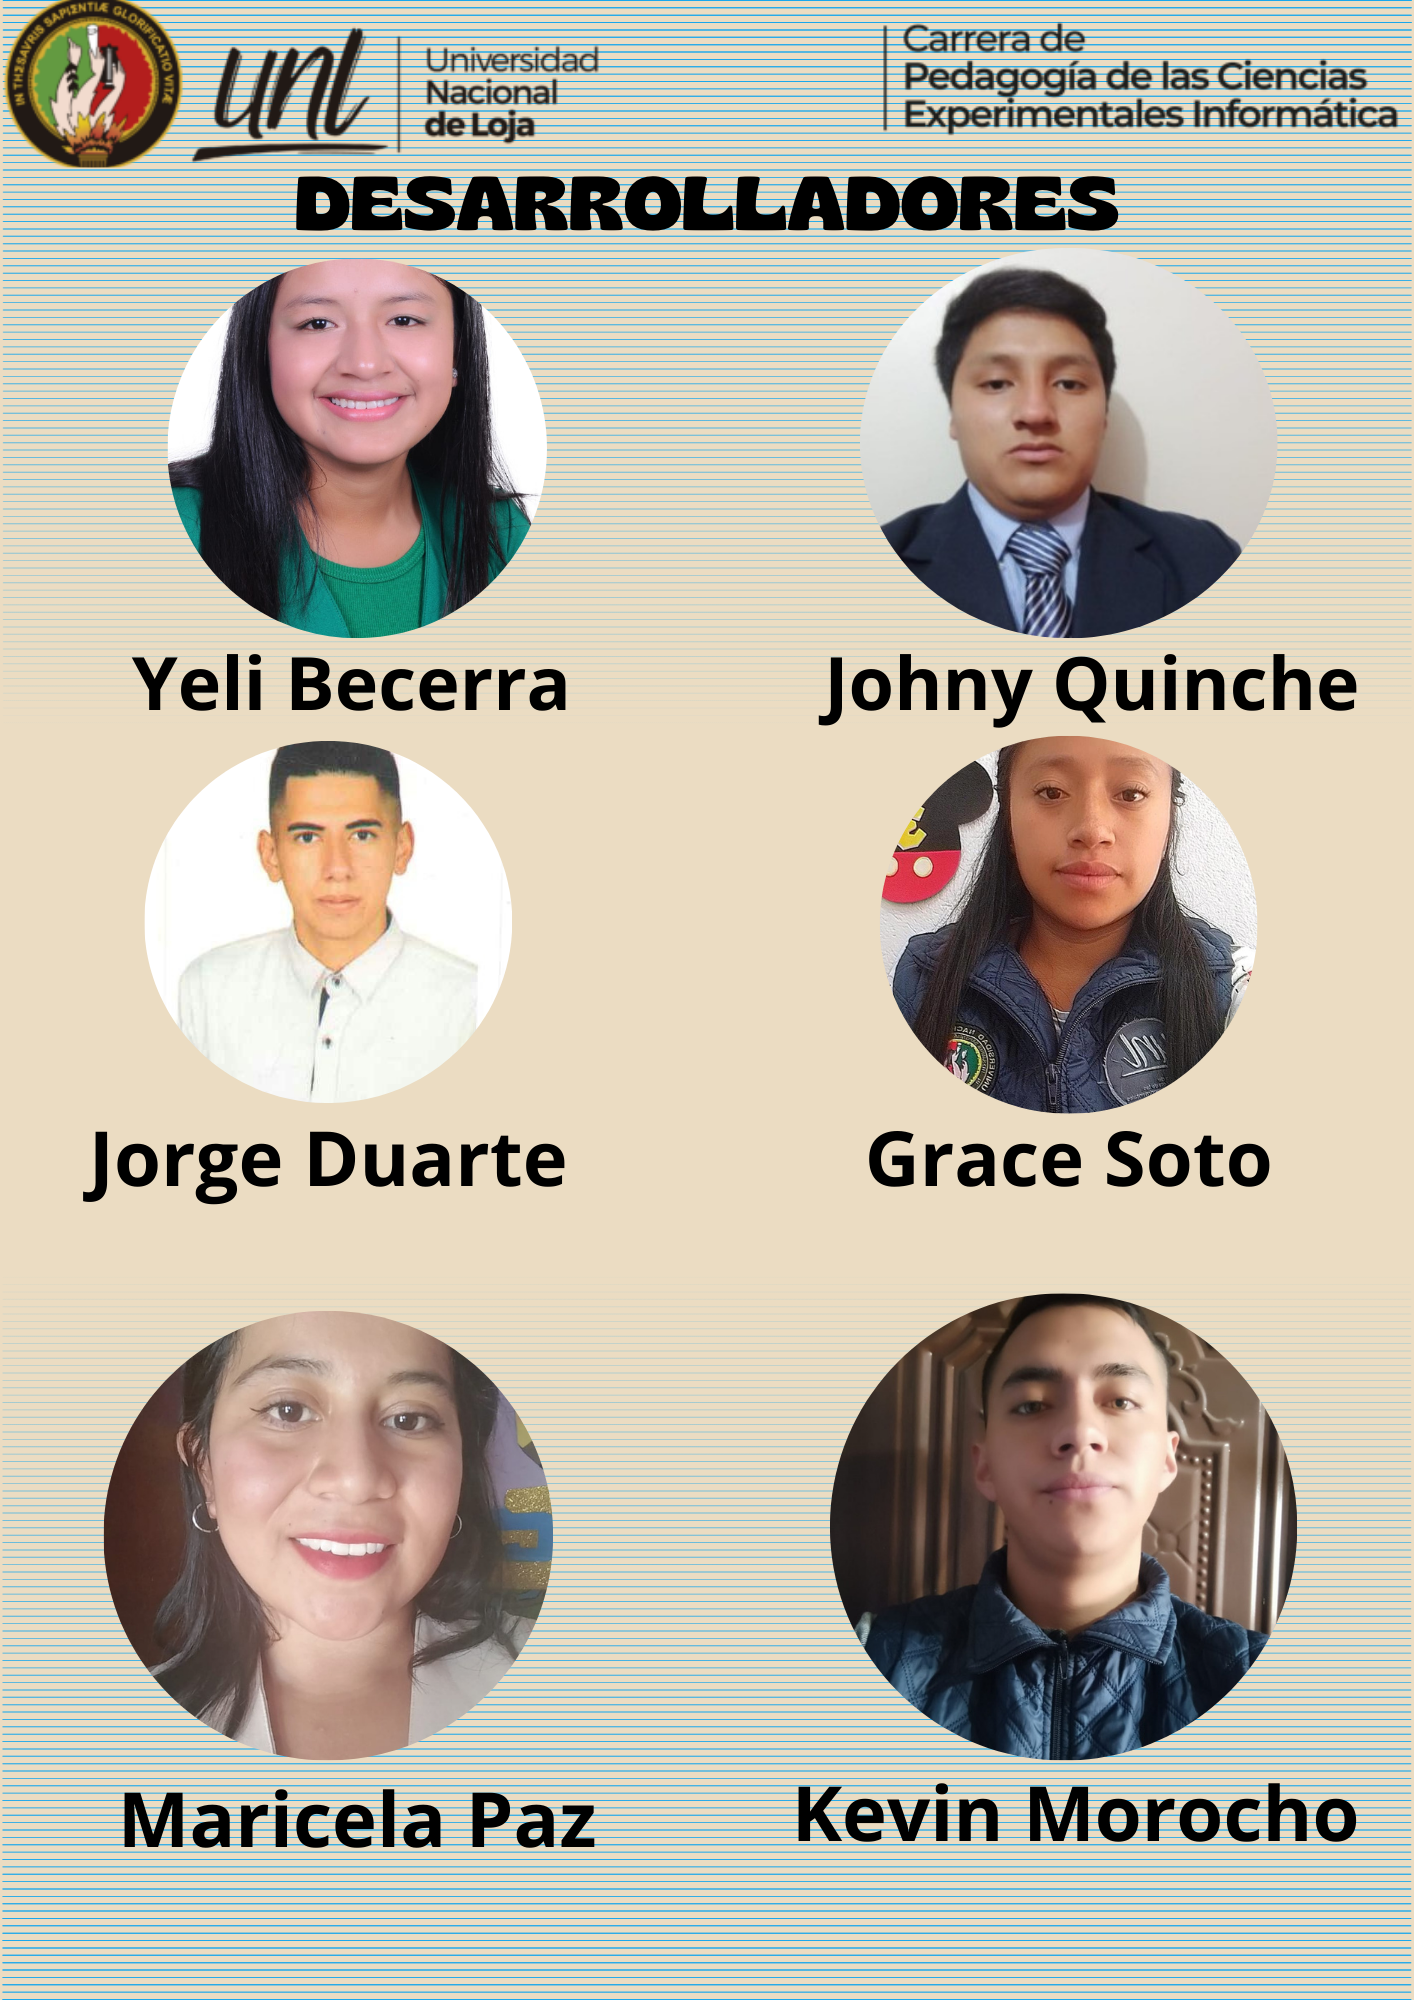 IN THESAVRIS SAPIENTIÆ GLORIFICATIO VITÆ
unl
Universidad
Nacional
de Loja
Carrera de
Pedagogía de las Ciencias
Experimentales Informática
DESARROLLADORES
Yeli Becerra
Johny Quinche
Jorge Duarte
Grace Soto
Maricela Paz
Kevin Morocho